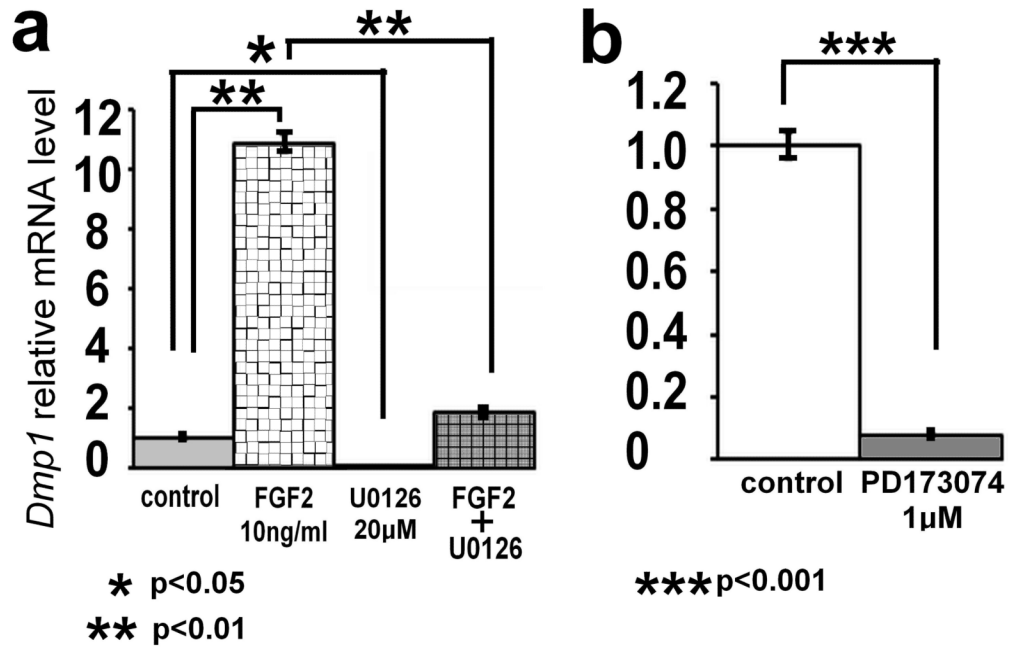 a
**
*
**
Dmp1 relative mRNA level
12
10
8
6
4
2
0
control
FGF2
10ng/ml
U0126
20µM
FGF2
+
U0126
* p<0.05
** p<0.01
b
***
1.2
1.0
0.8
0.6
0.4
0.2
0
control
PD173074
1µM
***p<0.001